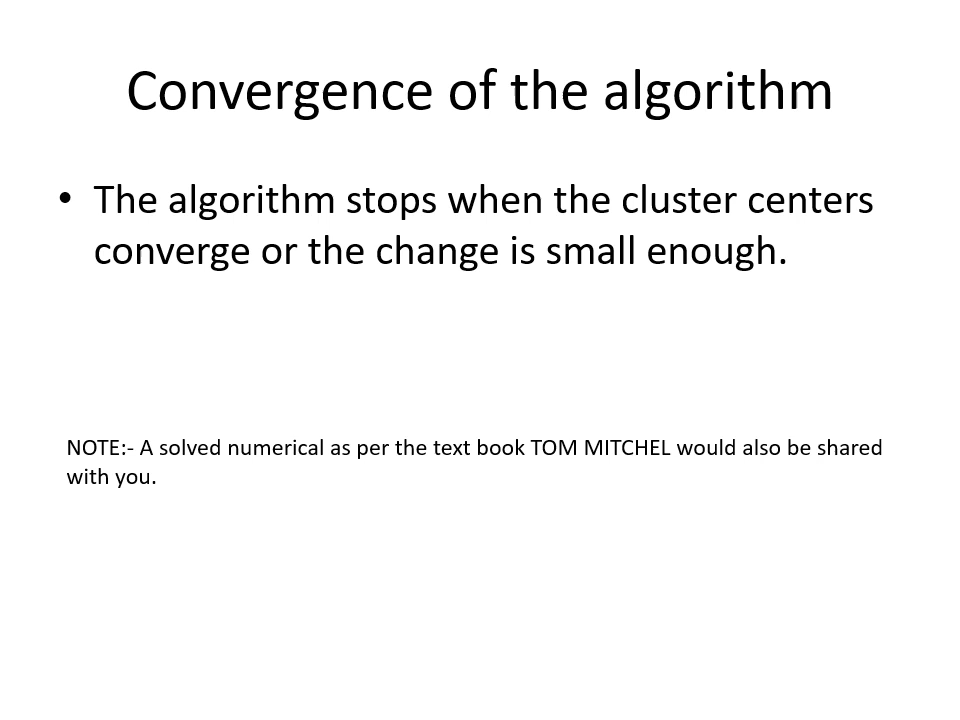 Convergence of the algorithm
• The algorithm stops when the cluster centers
converge or the change is small enough.
NOTE:- A solved numerical as per the text book TOM MITCHEL would also be shared
with you.